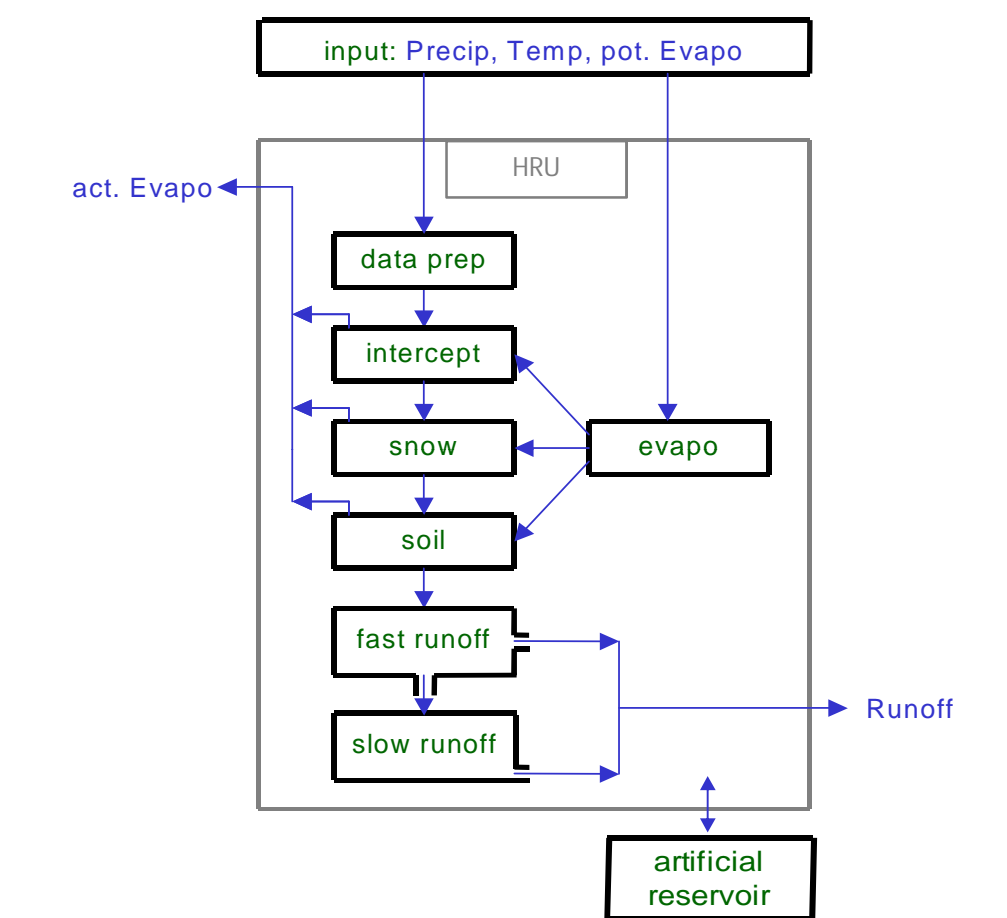 input: Precip, Temp, pot. Evapo
HRU
act. Evapo
data prep
intercept
snow
evapo
soil
fast runoff
Runoff
slow runoff
artificial
reservoir